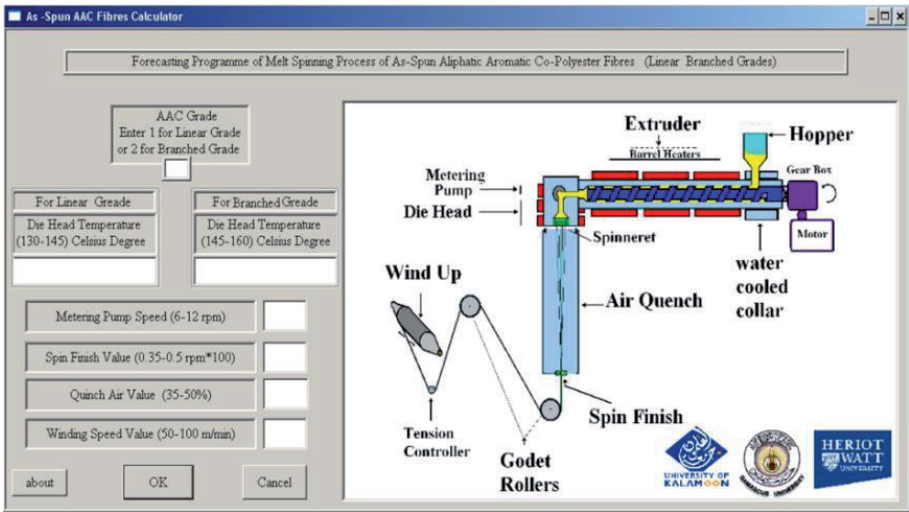 As -Spun AAC Fibres Calculator
Forecasting Programme of Melt Spinning Process of As-Spun Aliphatic Aromatic Co-Polyester Fibres (Linear Branched Grades)
AAC Grade
Enter 1 for Linear Grade
or 2 for Branched Grade
For Linear Greade
Die Head Temperature
(130-145) Celsius Degree
For Branched Greade
Die Head Temperature
(145-160) Celsius Degree
Metering Pump Speed (6-12 rpm)
Spin Finish Value (0.35-0.5 rpm*100)
Quinch Air Value (35-50%)
Winding Speed Value (50-100 m/min)
about
OK
Cancel
Extruder
Barrel Heaters
Hopper
Gear Box
Metering
Pump
Die Head
Motor
Spinneret
water
cooled
collar
Wind Up
Air Quench
Spin Finish
Tension
Controller
Godet
Rollers
UNIVERSITY OF
KALAMOON
DAMASCUS UNIVERSITY
HERIOT
WATT
UNIVERSITY